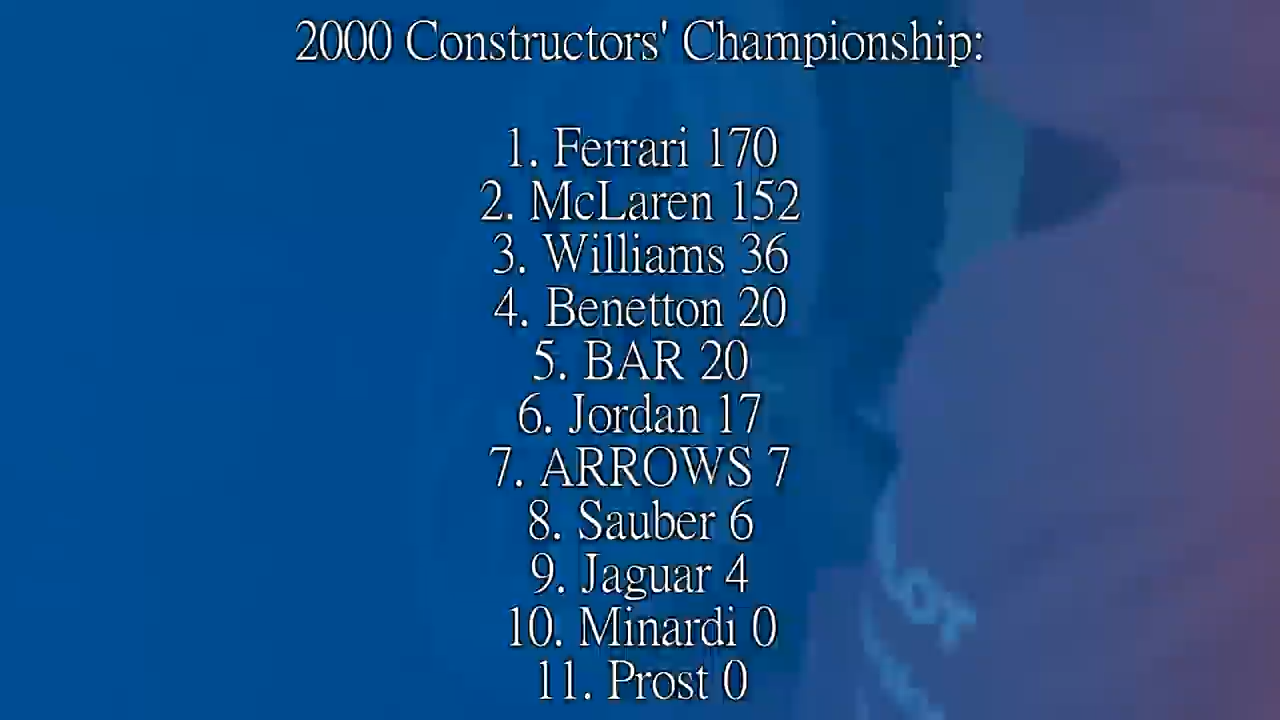 2000 Constructors' Championship:
1. Ferrari 170
2. McLaren 152
3. Williams 36
4. Benetton 20
5. BAR 20
6. Jordan 17
7. ARROWS 7
8. Sauber 6
9. Jaguar 4
10. Minardi 0
11. Prost 0